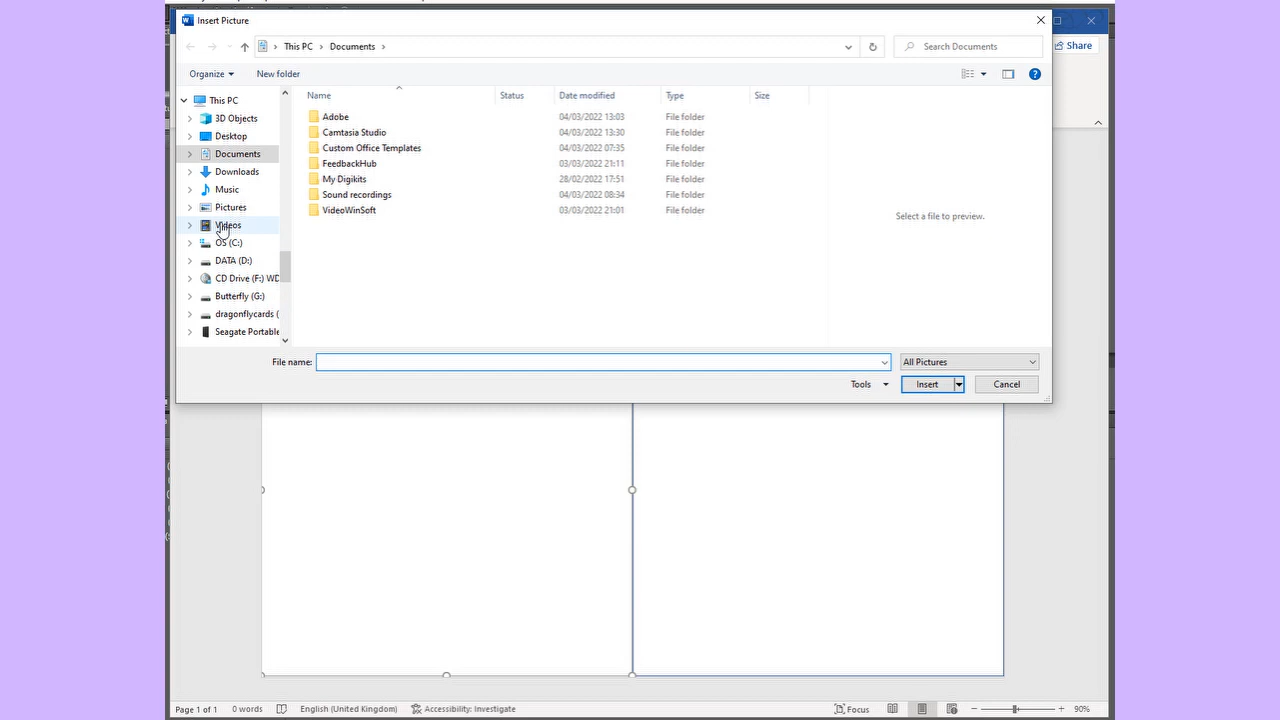 Insert Picture
This PC > Documents >
Search Documents
Share
Organize
New folder
Name Status Date modified Type Size
This PC
3D Objects
Desktop
Documents
Downloads
Music
Pictures
Videos
OS (C:)
DATA (D:)
CD Drive (F:) WD
Butterfly (G:)
dragonflycards (
Seagate Portable
Adobe 04/03/2022 13:03 File folder
Camtasia Studio 04/03/2022 13:30 File folder
Custom Office Templates 04/03/2022 07:35 File folder
FeedbackHub 03/03/2022 21:11 File folder
My Digikits 28/02/2022 17:51 File folder
Sound recordings 04/03/2022 08:34 File folder
VideoWinSoft 03/03/2022 21:01 File folder
Select a file to preview.
File name:
All Pictures
Tools
Insert
Cancel
Page 1 of 1 0 words English (United Kingdom) Accessibility: Investigate Focus 90%